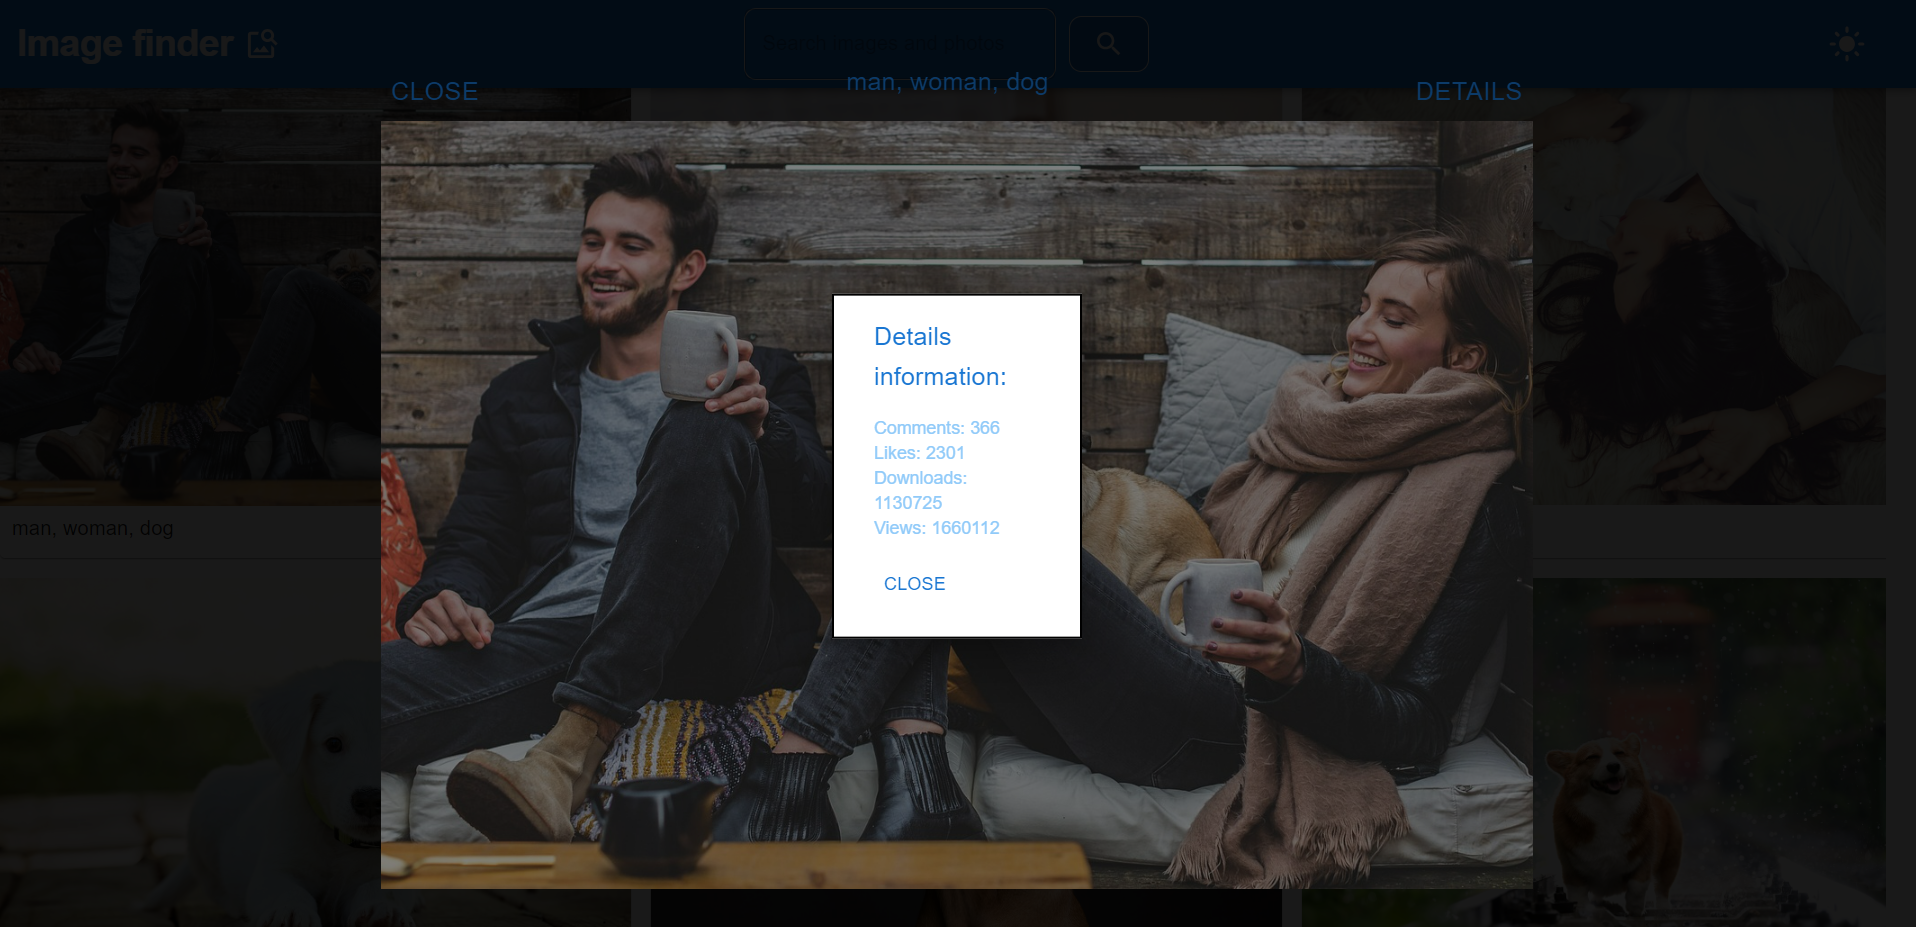 Image finder
Search images and photos
CLOSE
man, woman, dog
DETAILS
Details
information:
Comments: 366
Likes: 2301
Downloads:
1130725
Views: 1660112
CLOSE
man, woman, dog